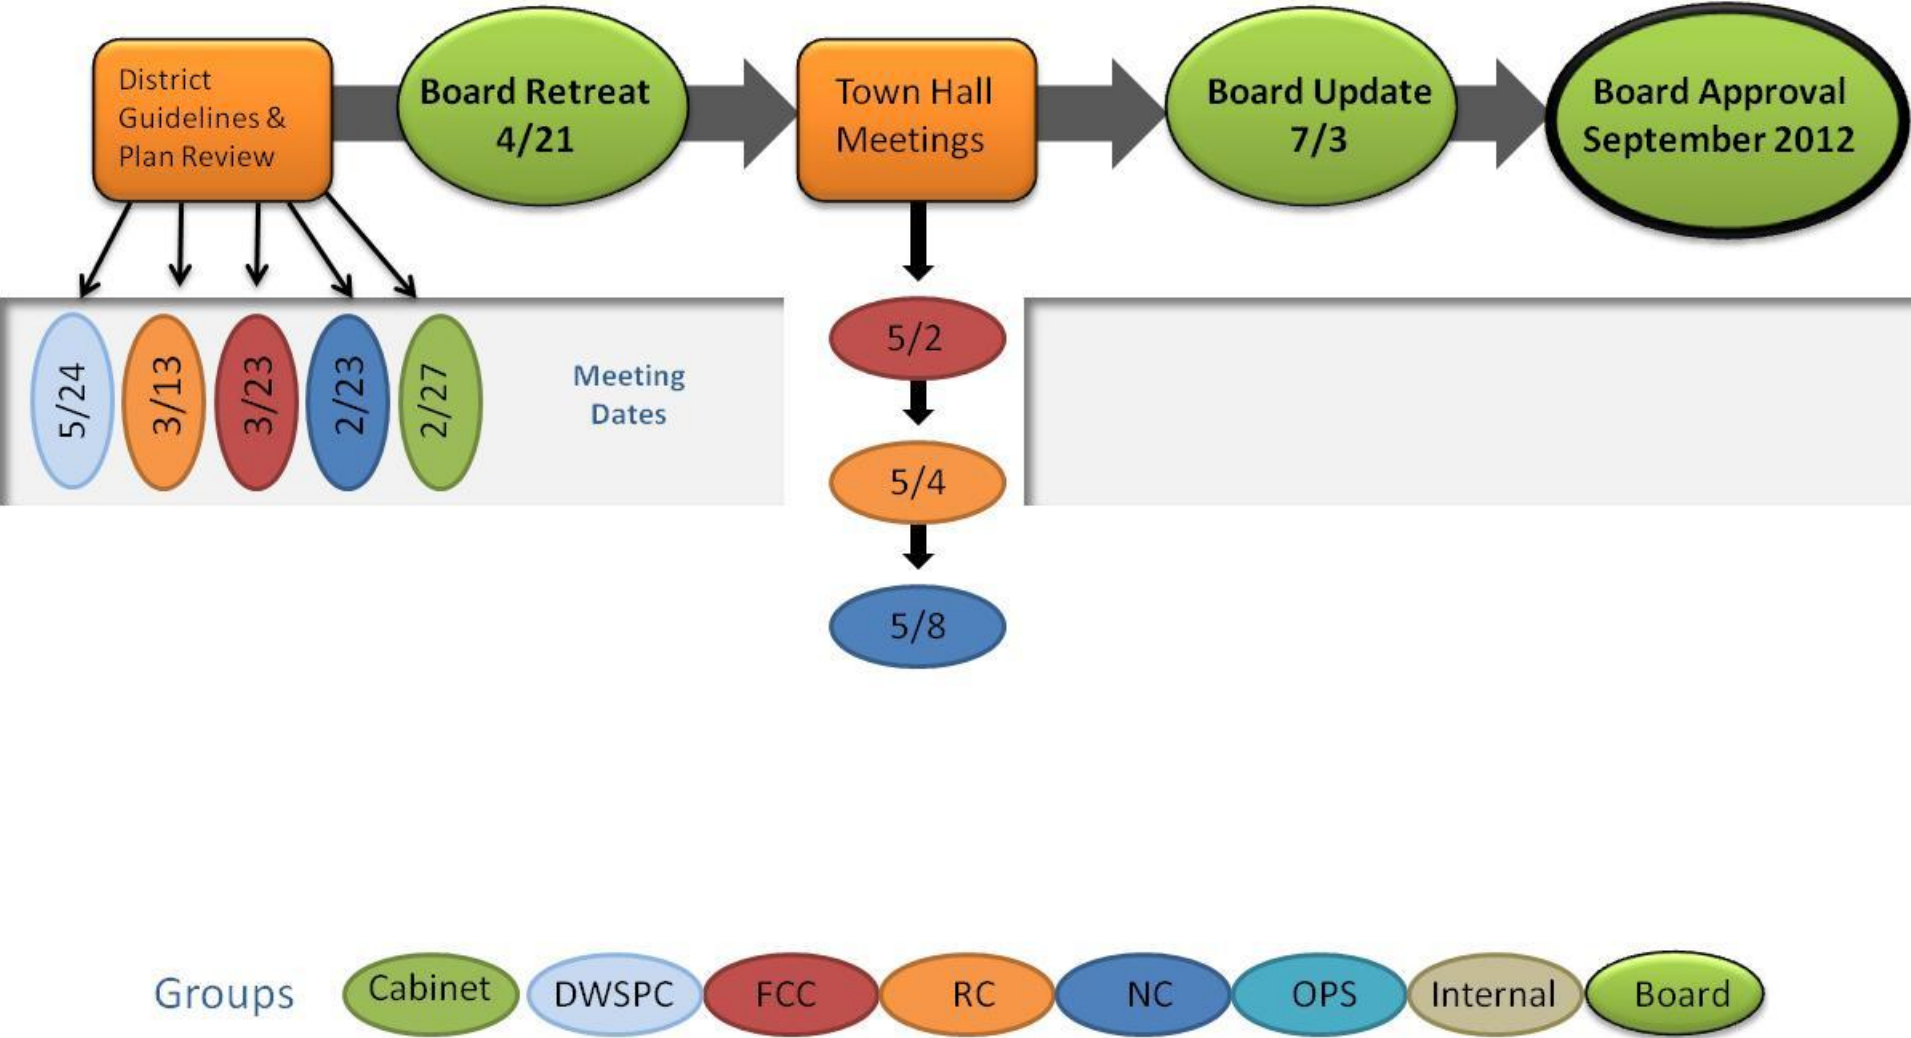 District
Guidelines &
Plan Review
Board Retreat
4/21
Town Hall
Meetings
Board Update
7/3
Board Approval
September 2012
5/24
3/13
3/23
2/23
2/27
Meeting
Dates
5/2
5/4
5/8
Groups
Cabinet
DWSPC
FCC
RC
NC
OPS
Internal
Board